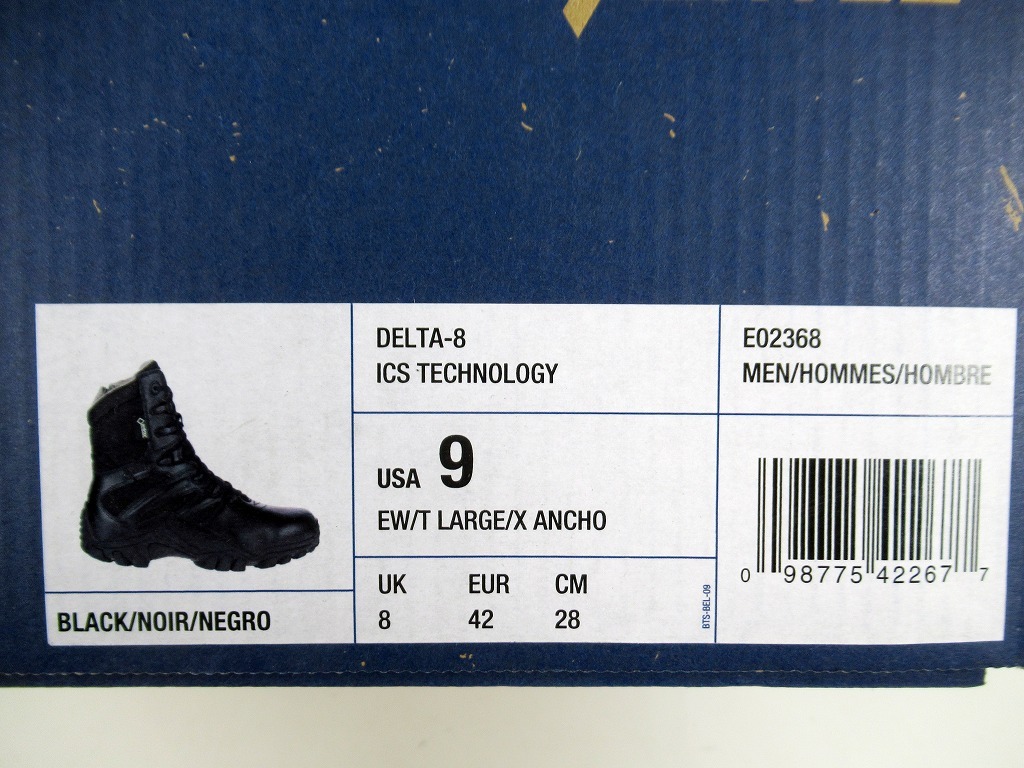 DELTA-8
ICS TECHNOLOGY
E02368
MEN/HOMMES/HOMBRE
USA 9
EW/T LARGE/X ANCHO
UK EUR CM
8 42 28
BTS-BEL-09
BLACK/NOIR/NEGRO
0 98775 42267 7